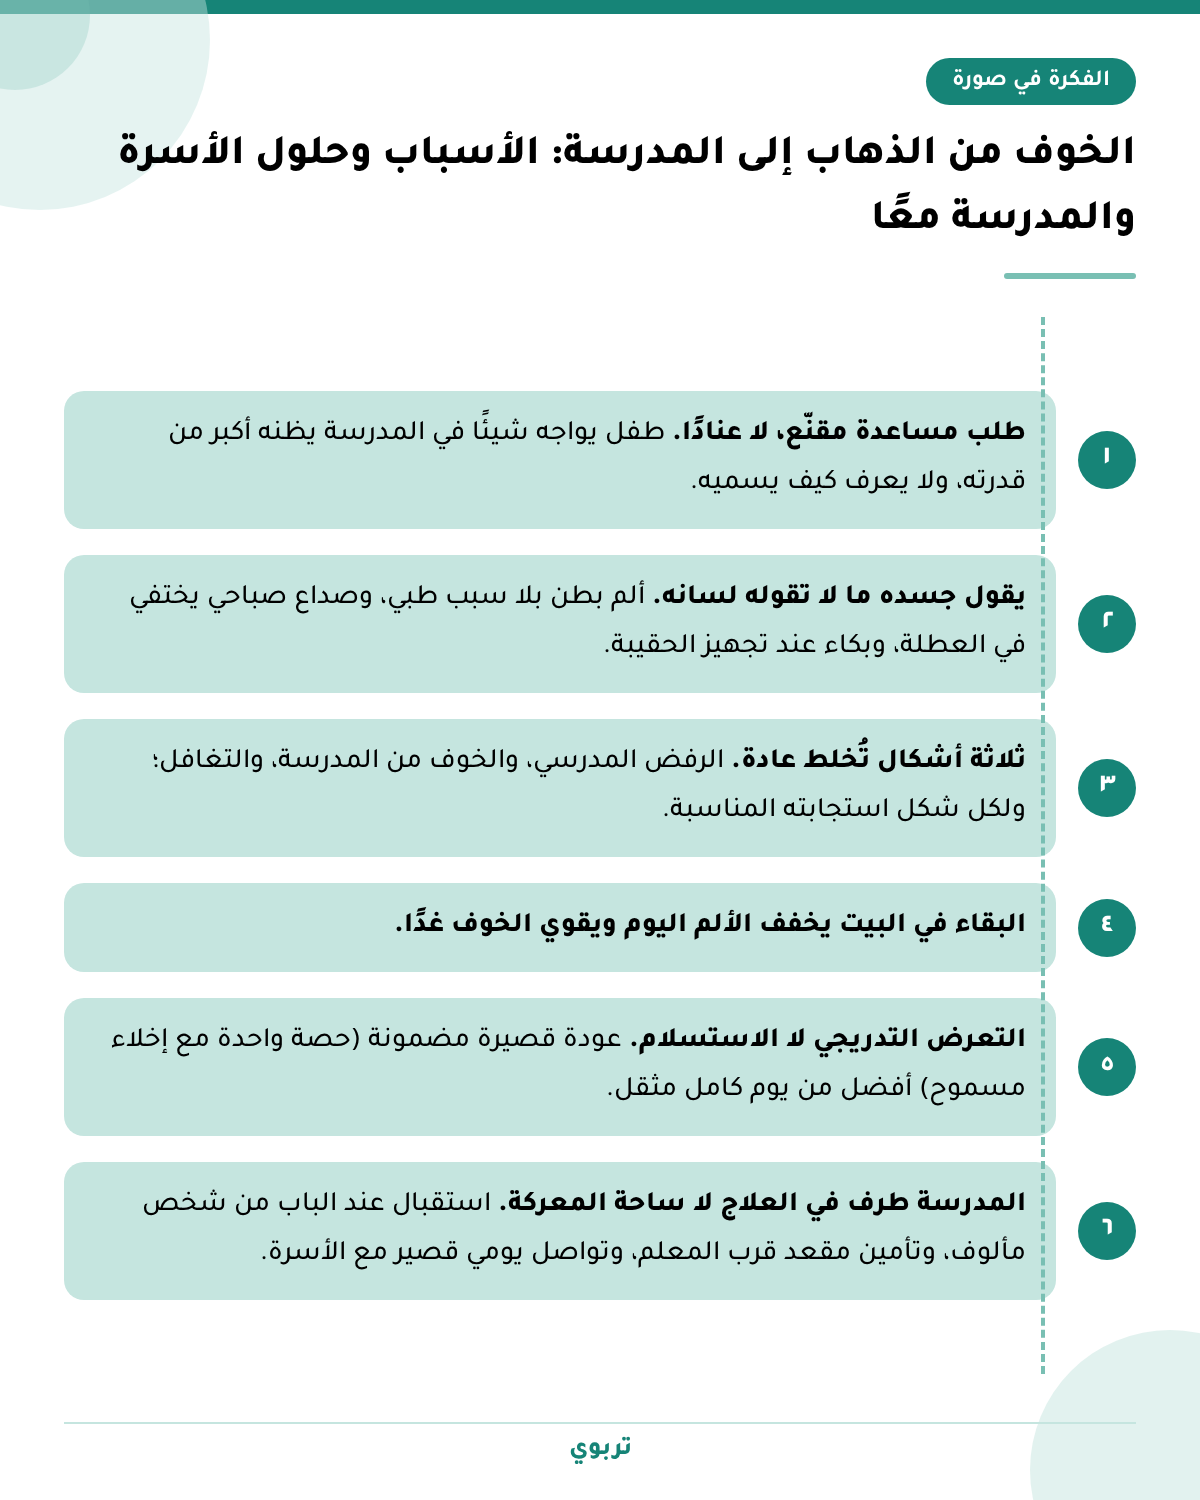 الفكرة في صورة
الخوف من الذهاب إلى المدرسة: الأسباب وحلول الأسرة
والمدرسة معًا
١
طلب مساعدة مقنّع، لا عنادًا. طفل يواجه شيئًا في المدرسة يظنه أكبر من
قدرته، ولا يعرف كيف يسميه.
٢
يقول جسده ما لا تقوله لسانه. ألم بطن بلا سبب طبي، وصداع صباحي يختفي
في العطلة، وبكاء عند تجهيز الحقيبة.
٣
ثلاثة أشكال تُخلط عادة. الرفض المدرسي، والخوف من المدرسة، والتغافل؛
ولكل شكل استجابته المناسبة.
٤
البقاء في البيت يخفف الألم اليوم ويقوي الخوف غدًا.
٥
التعرض التدريجي لا الاستسلام. عودة قصيرة مضمونة (حصة واحدة مع إخلاء
مسموح) أفضل من يوم كامل مثقل.
٦
المدرسة طرف في العلاج لا ساحة المعركة. استقبال عند الباب من شخص
مألوف، وتأمين مقعد قرب المعلم، وتواصل يومي قصير مع الأسرة.
تربوي